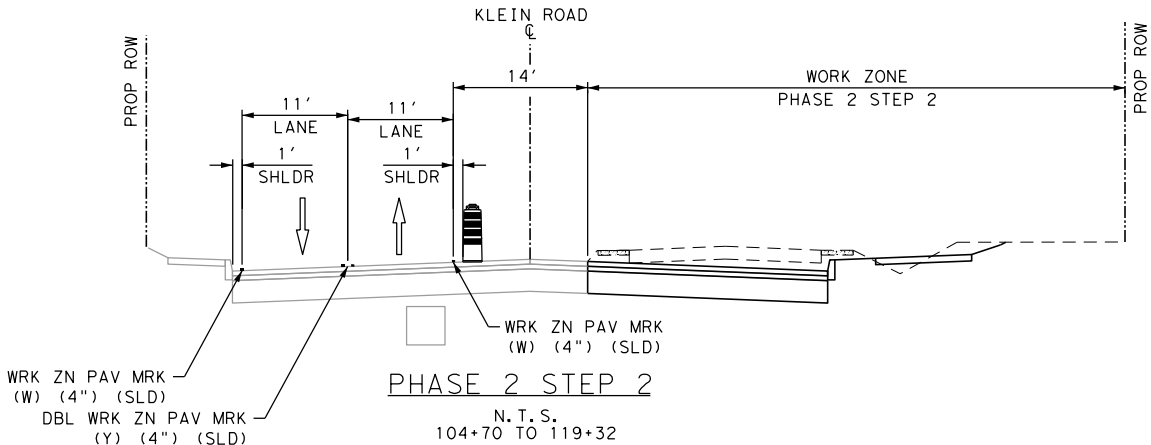 KLEIN ROAD
℄
PROP ROW
PROP ROW
14'
WORK ZONE
PHASE 2 STEP 2
11'
LANE
11'
LANE
1'
SHLDR
1'
SHLDR
WRK ZN PAV MRK
(W) (4") (SLD)
WRK ZN PAV MRK
(W) (4") (SLD)
DBL WRK ZN PAV MRK
(Y) (4") (SLD)
PHASE 2 STEP 2
N.T.S.
104+70 TO 119+32